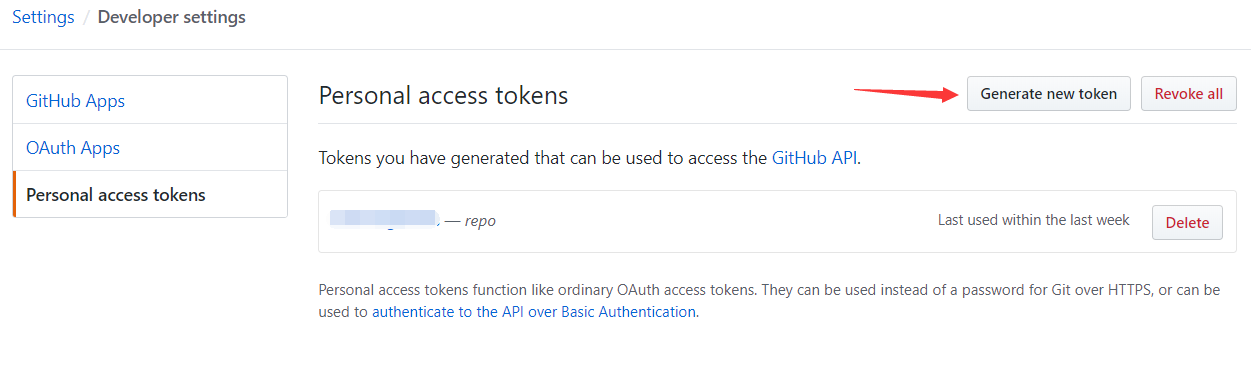 Settings / Developer settings
GitHub Apps
OAuth Apps
Personal access tokens
Personal access tokens
Generate new token
Revoke all
Tokens you have generated that can be used to access the GitHub API.
— repo
Last used within the last week
Delete
Personal access tokens function like ordinary OAuth access tokens. They can be used instead of a password for Git over HTTPS, or can be
used to authenticate to the API over Basic Authentication.